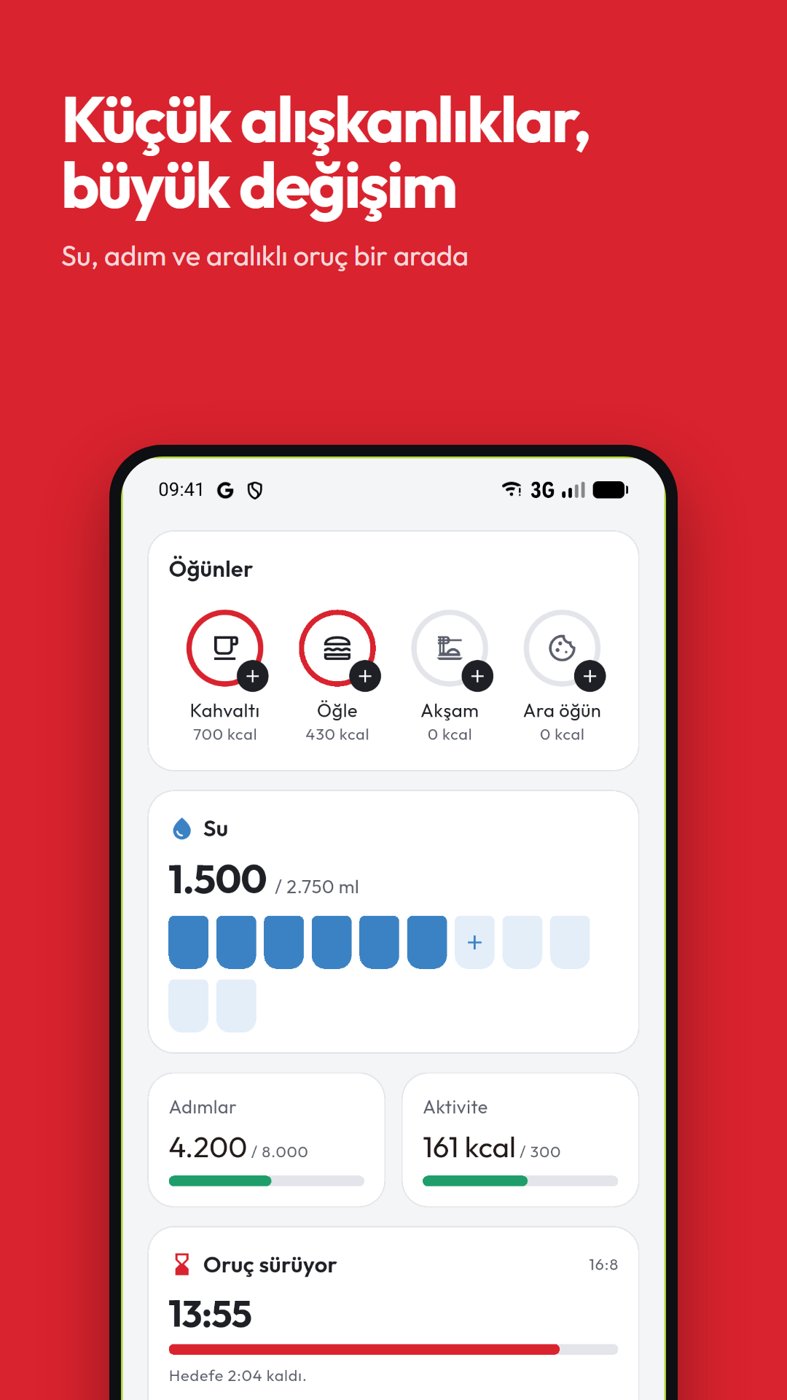 Küçük alışkanlıklar,
büyük değişim
Su, adım ve aralıklı oruç bir arada
09:41 G 3G
Öğünler
Kahvaltı Öğle Akşam Ara öğün
700 kcal 430 kcal 0 kcal 0 kcal
Su
1.500 / 2.750 ml
+
Adımlar Aktivite
4.200 / 8.000 161 kcal / 300
Oruç sürüyor 16:8
13:55
Hedefe 2:04 kaldı.